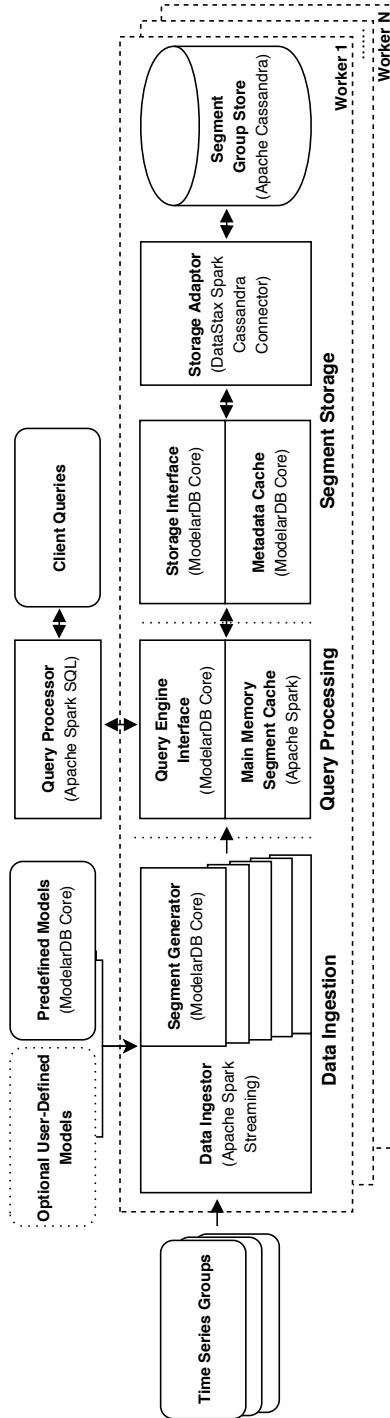 Time Series Groups
Optional User-Defined
Models
Predefined Models
(ModelarDB Core)
Data Ingestor
(Apache Spark
Streaming)
Segment Generator
(ModelarDB Core)
Data Ingestion
Query Processor
(Apache Spark SQL)
Client Queries
Query Engine
Interface
(ModelarDB Core)
Main Memory
Segment Cache
(Apache Spark)
Query Processing
Storage Interface
(ModelarDB Core)
Metadata Cache
(ModelarDB Core)
Storage Adaptor
(DataStax Spark
Cassandra
Connector)
Segment
Group Store
(Apache Cassandra)
Segment Storage
Worker 1
Worker N